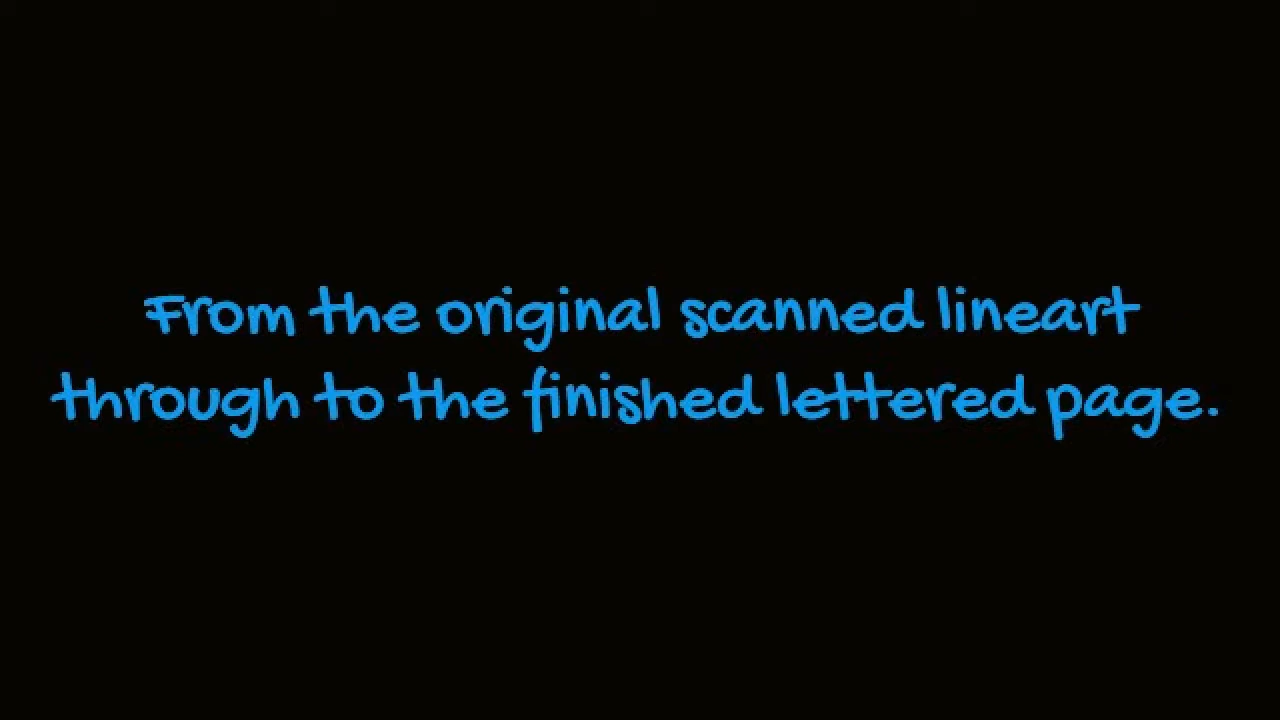 From the original scanned lineart
through to the finished lettered page.